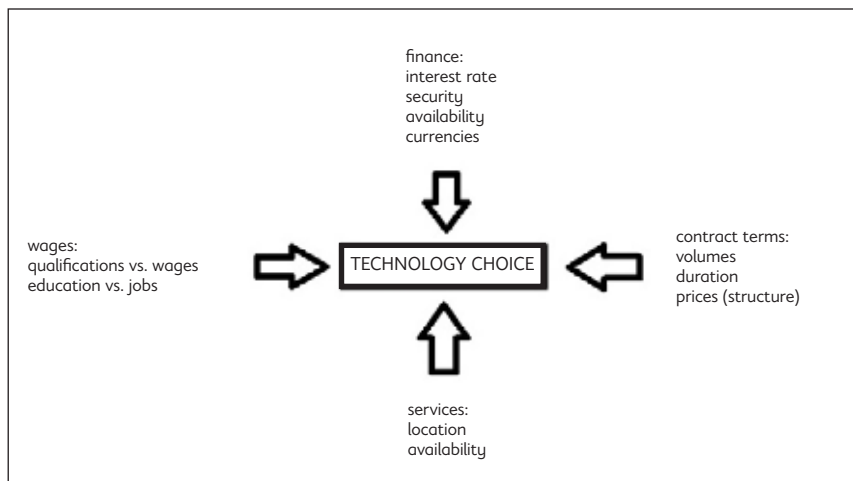 finance:
interest rate
security
availability
currencies
wages:
qualifications vs. wages
education vs. jobs
TECHNOLOGY CHOICE
contract terms:
volumes
duration
prices (structure)
services:
location
availability